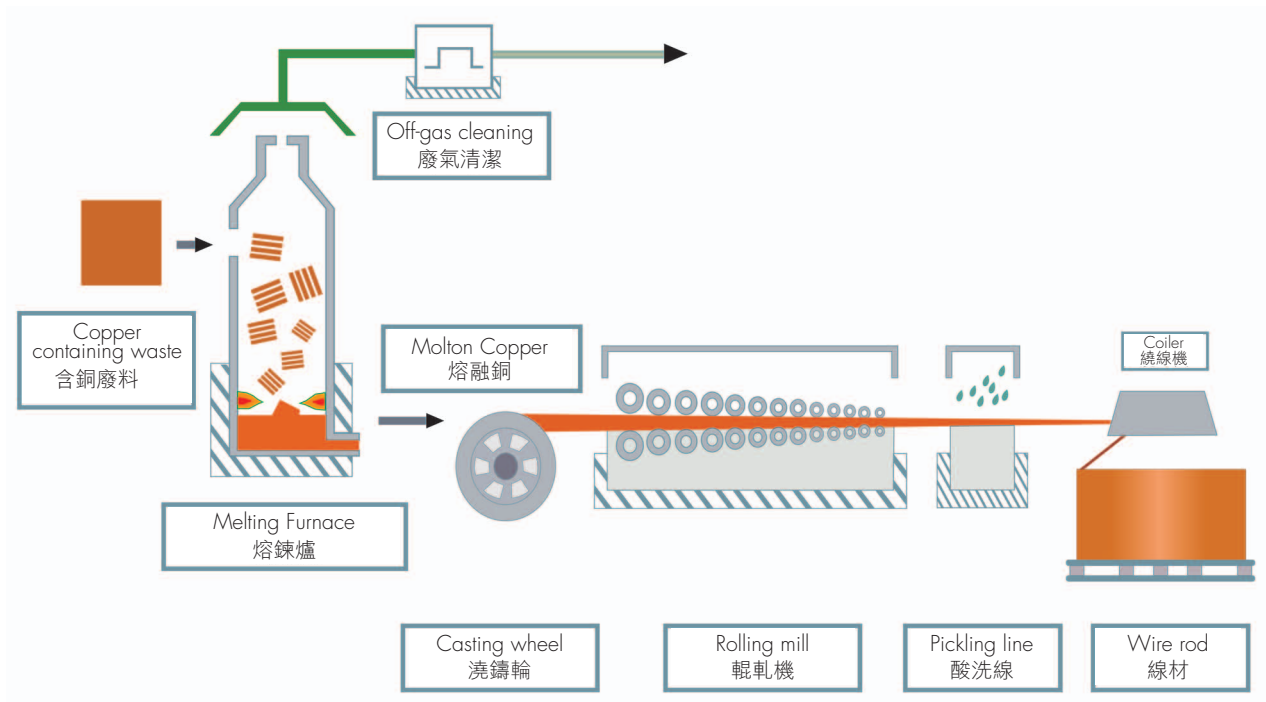 Off-gas cleaning
廢氣清潔
Copper
containing waste
含銅廢料
Molton Copper
熔融銅
Coiler
繞線機
Melting Furnace
熔鍊爐
Casting wheel
澆鑄輪
Rolling mill
輥軋機
Pickling line
酸洗線
Wire rod
線材